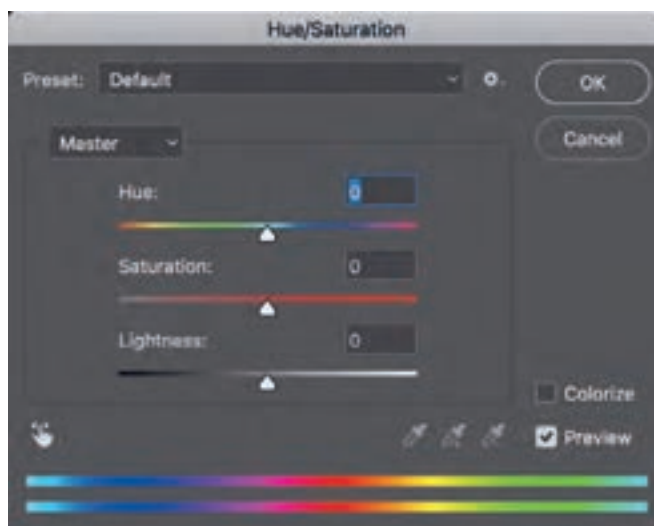 Hue/Saturation
Preset: Default
OK
Master
Cancel
Hue: 0
Saturation: 0
Lightness: 0
Colorize
Preview